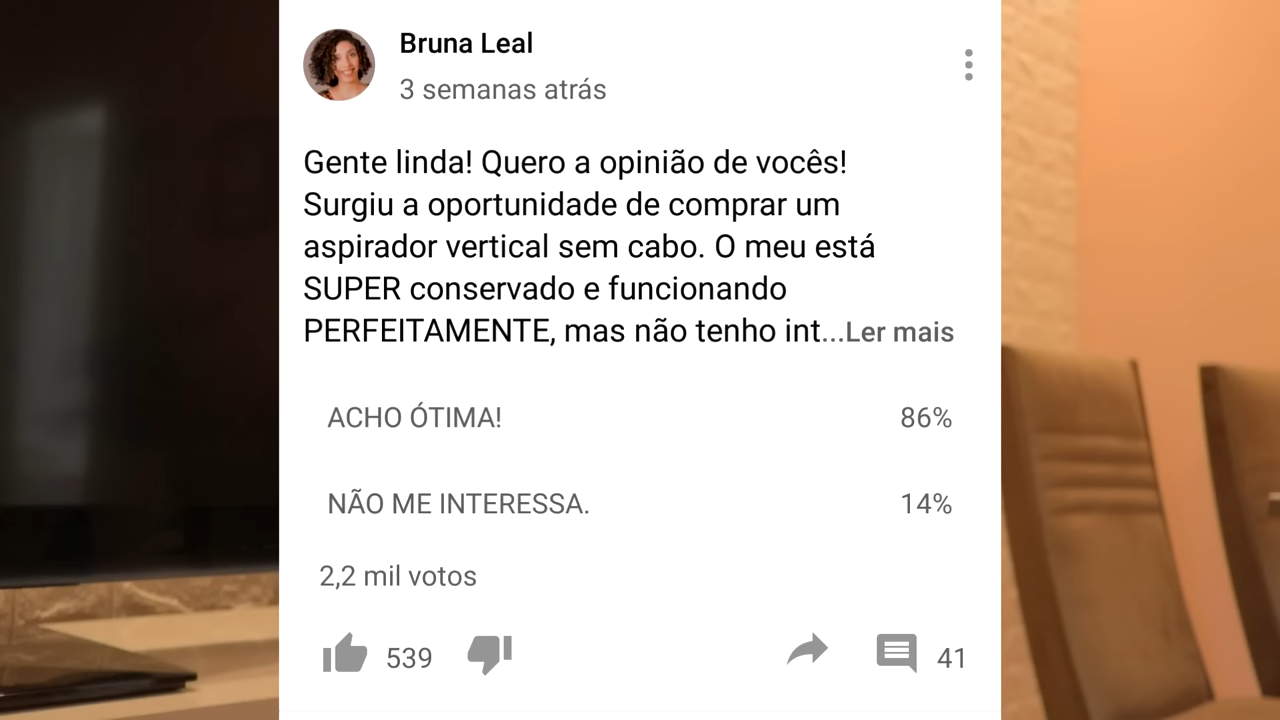 Bruna Leal
3 semanas atrás
Gente linda! Quero a opinião de vocês!
Surgiu a oportunidade de comprar um
aspirador vertical sem cabo. O meu está
SUPER conservado e funcionando
PERFEITAMENTE, mas não tenho int...Ler mais
ACHO ÓTIMA! 86%
NÃO ME INTERESSA. 14%
2,2 mil votos
539 41